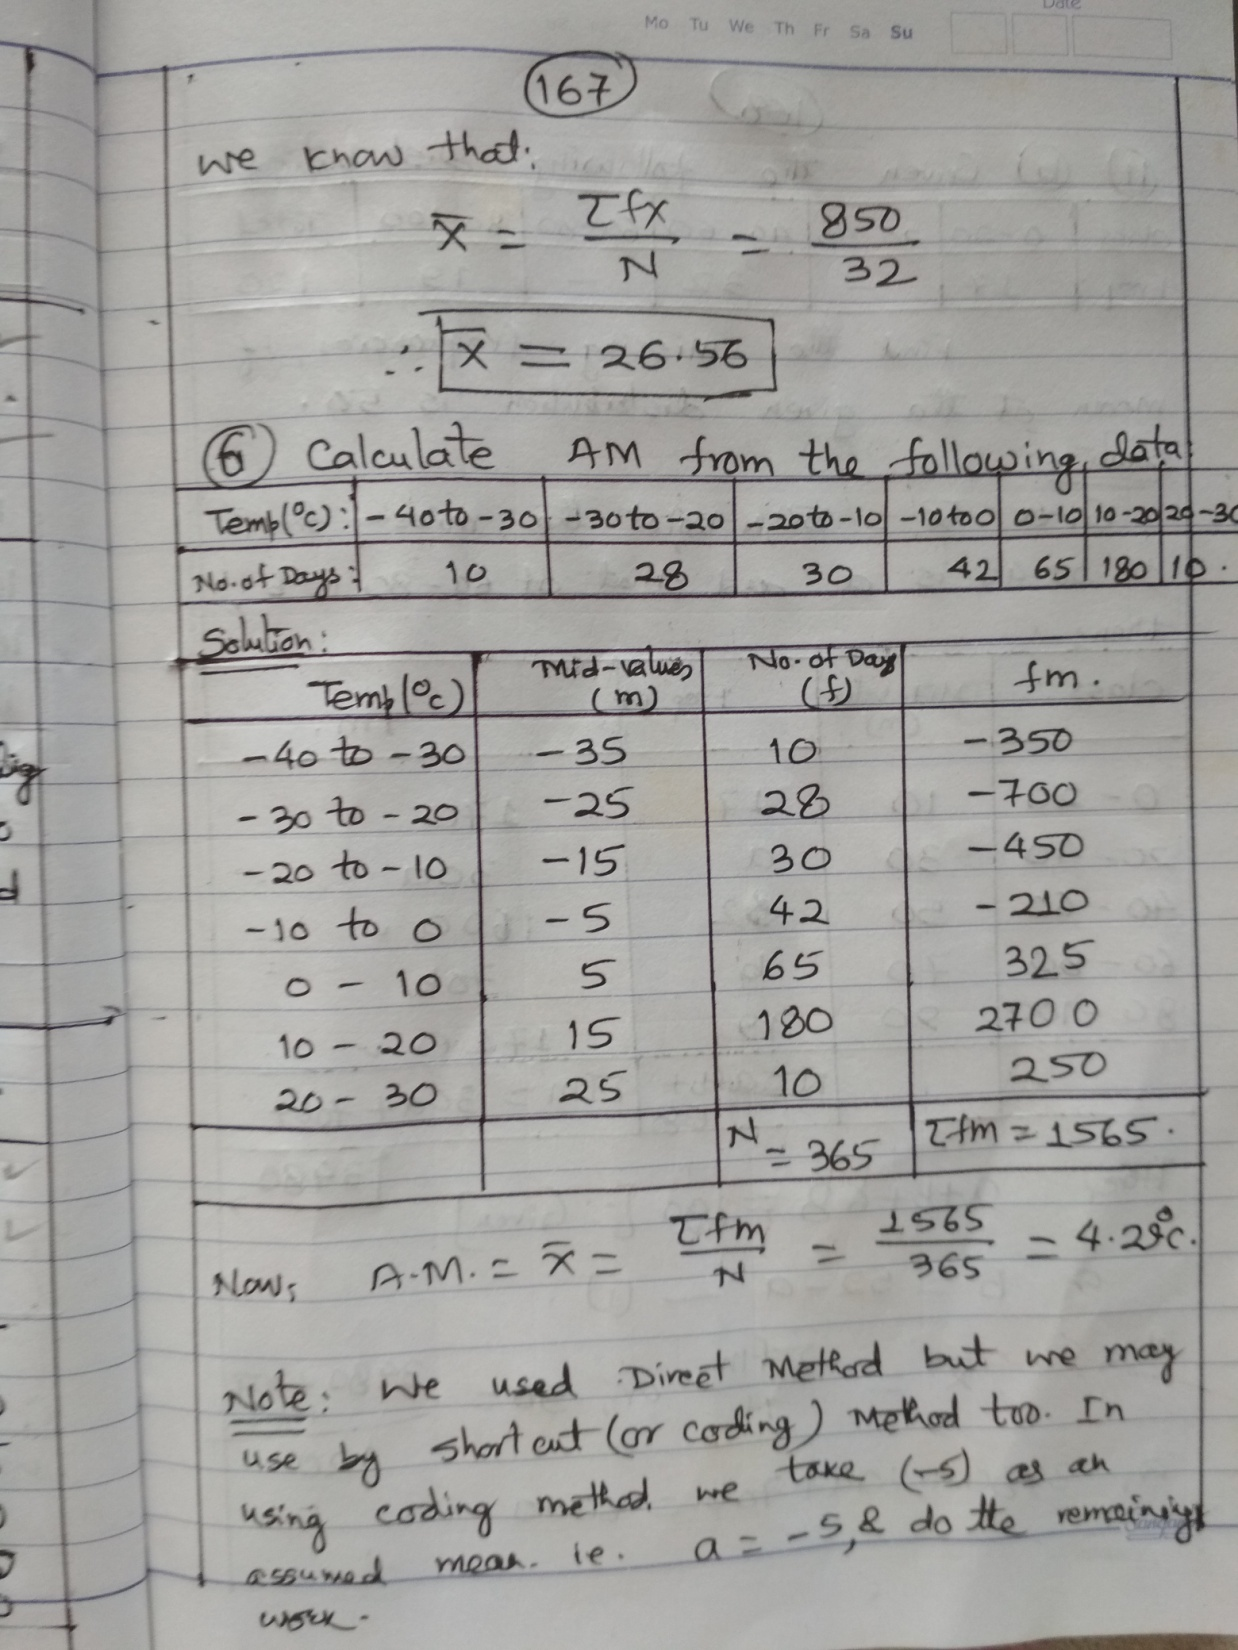 Date
Mo Tu We Th Fr Sa Su
167
we know that:
x̄ = Σfx / N = 850 / 32
∴ x̄ = 26.56
6 Calculate AM from the following data
Temp(°c): -40 to -30 -30 to -20 -20 to -10 -10 to 0 0-10 10-20 20-30
No. of Days: 10 28 30 42 65 180 10.
Solution:
Temp(°c) Mid-values (m) No. of Days (f) fm.
-40 to -30 -35 10 -350
-30 to -20 -25 28 -700
-20 to -10 -15 30 -450
-10 to 0 -5 42 -210
0 - 10 5 65 325
10 - 20 15 180 2700
20 - 30 25 10 250
N = 365 Σfm = 1565.
Now, A.M. = x̄ = Σfm / N = 1565 / 365 = 4.29°c.
Note: We used Direct Method but we may
use by short cut (or coding) Method too. In
using coding method, we take (-5) as an
assumed mean. ie. a = -5, & do the remaining
work.